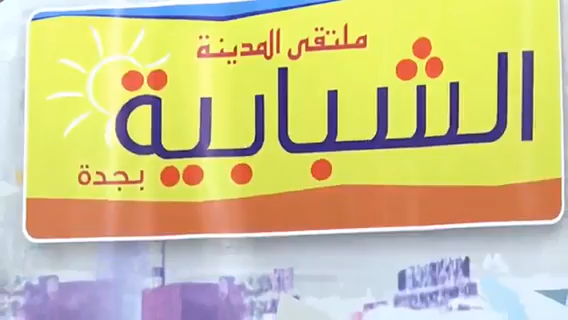 ملتقى المدينة
الشبابية
بجدة